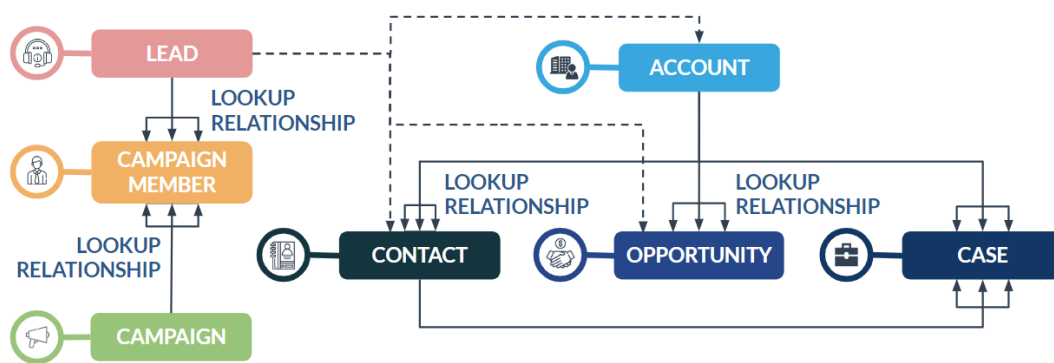 LEAD
ACCOUNT
LOOKUP
RELATIONSHIP
CAMPAIGN
MEMBER
LOOKUP
RELATIONSHIP
LOOKUP
RELATIONSHIP
LOOKUP
RELATIONSHIP
CONTACT
OPPORTUNITY
CASE
CAMPAIGN